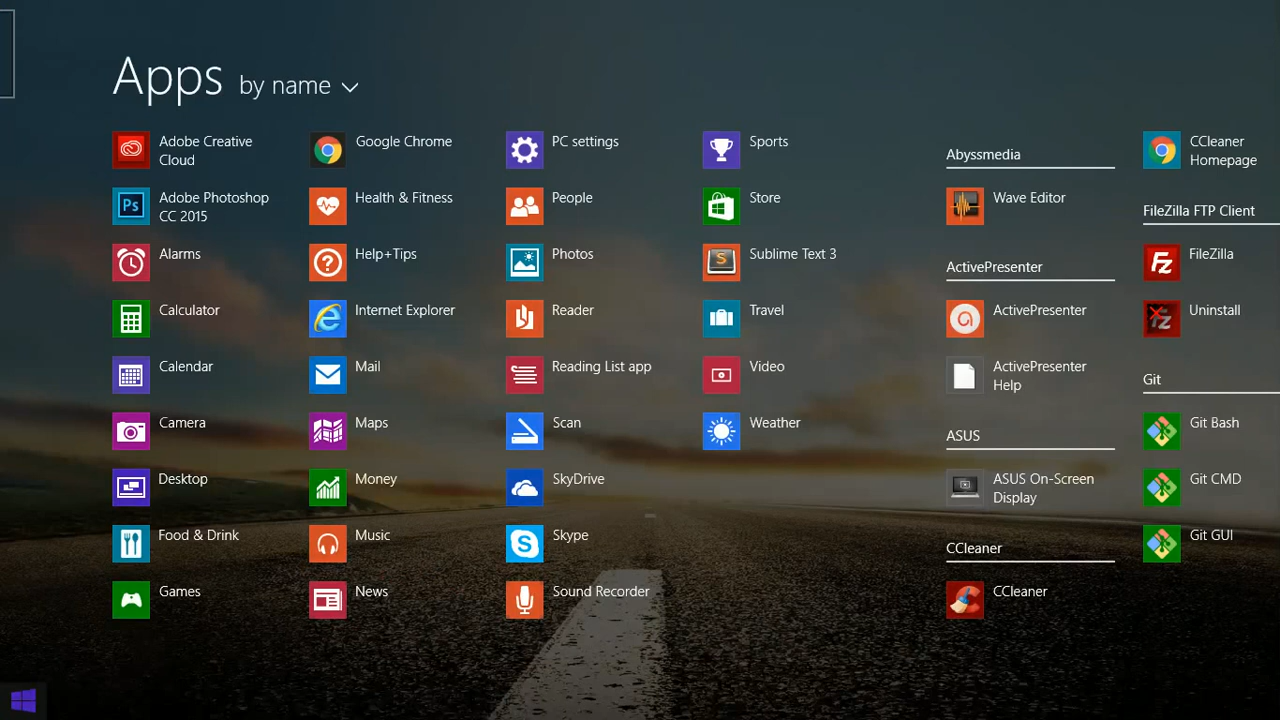 Apps by name
Adobe Creative
Cloud
Adobe Photoshop
CC 2015
Alarms
Calculator
Calendar
Camera
Desktop
Food & Drink
Games
Google Chrome
Health & Fitness
Help+Tips
Internet Explorer
Mail
Maps
Money
Music
News
PC settings
People
Photos
Reader
Reading List app
Scan
SkyDrive
Skype
Sound Recorder
Sports
Store
Sublime Text 3
Travel
Video
Weather
Abyssmedia
Wave Editor
ActivePresenter
ActivePresenter
ActivePresenter
Help
ASUS
ASUS On-Screen
Display
CCleaner
CCleaner
CCleaner
Homepage
FileZilla FTP Client
FileZilla
Uninstall
Git
Git Bash
Git CMD
Git GUI